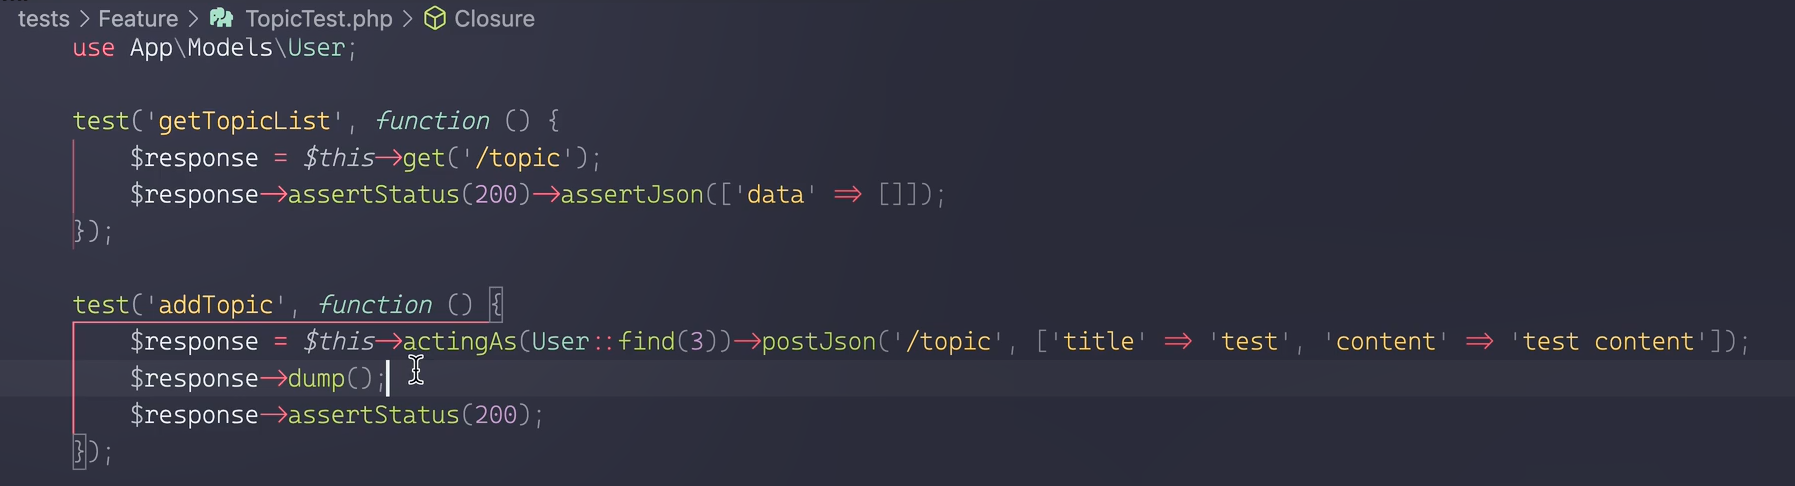 tests > Feature > TopicTest.php > Closure
use App\Models\User;
test('getTopicList', function () {
$response = $this->get('/topic');
$response->assertStatus(200)->assertJson(['data' => []]);
});
test('addTopic', function () {
$response = $this->actingAs(User::find(3))->postJson('/topic', ['title' => 'test', 'content' => 'test content']);
$response->dump();
$response->assertStatus(200);
});